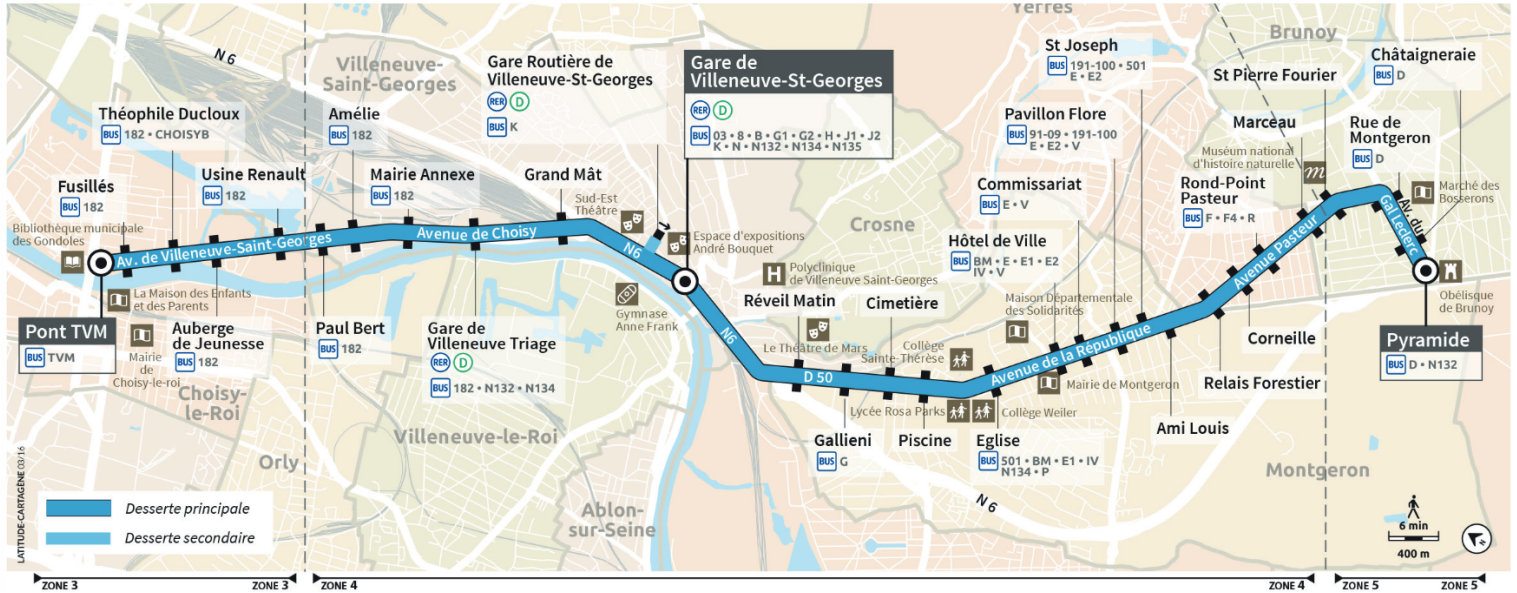 N 6
Villeneuve-
Saint-Georges
Gare Routière de
Villeneuve-St-Georges
RER D
BUS K
Gare de
Villeneuve-St-Georges
RER D
BUS 03 • 8 • B • G1 • G2 • H • J1 • J2
K • N • N132 • N134 • N135
Yerres
St Joseph
BUS 191-100 • 501
E • E2
Brunoy
St Pierre Fourier
Châtaigneraie
BUS D
Théophile Ducloux
BUS 182 • CHOISYB
Amélie
BUS 182
Pavillon Flore
BUS 91-09 • 191-100
E • E2 • V
Marceau
Muséum national
d'histoire naturelle
m
Rue de
Montgeron
BUS D
Fusillés
BUS 182
Usine Renault
BUS 182
Mairie Annexe
BUS 182
Grand Mât
Sud-Est
Théâtre
Commissariat
BUS E • V
Rond-Point
Pasteur
BUS F • F4 • R
Marché des
Bosserons
Bibliothèque municipale
des Gondoles
Av. de Villeneuve-Saint-Georges
Avenue de Choisy
N6
Espace d'expositions
André Bouquet
Crosne
Hôtel de Ville
BUS BM • E • E1 • E2
IV • V
Avenue Pasteur
Av. du
Gal Leclerc
H Polyclinique
de Villeneuve Saint-Georges
La Maison des Enfants
et des Parents
Gymnase
Anne Frank
Réveil Matin
Cimetière
Maison Départementale
des Solidarités
Obélisque
de Brunoy
Pont TVM
BUS TVM
Mairie de
Choisy-le-roi
Auberge
de Jeunesse
BUS 182
Paul Bert
BUS 182
Gare de
Villeneuve Triage
RER D
BUS 182 • N132 • N134
N6
Le Théâtre de Mars
Collège
Sainte-Thérèse
Avenue de la République
Corneille
Pyramide
BUS D • N132
D 50
Mairie de Montgeron
Relais Forestier
Choisy-
le-Roi
Lycée Rosa Parks
Collège Weiler
Ami Louis
Villeneuve-le-Roi
Gallieni
BUS G
Piscine
Eglise
BUS 501 • BM • E1 • IV
N134 • P
Orly
Montgeron
N 6
Ablon-
sur-Seine
Desserte principale
Desserte secondaire
LATITUDE-CARTAGÈNE 03/16
6 min
400 m
N
ZONE 3
ZONE 3
ZONE 4
ZONE 4
ZONE 5
ZONE 5